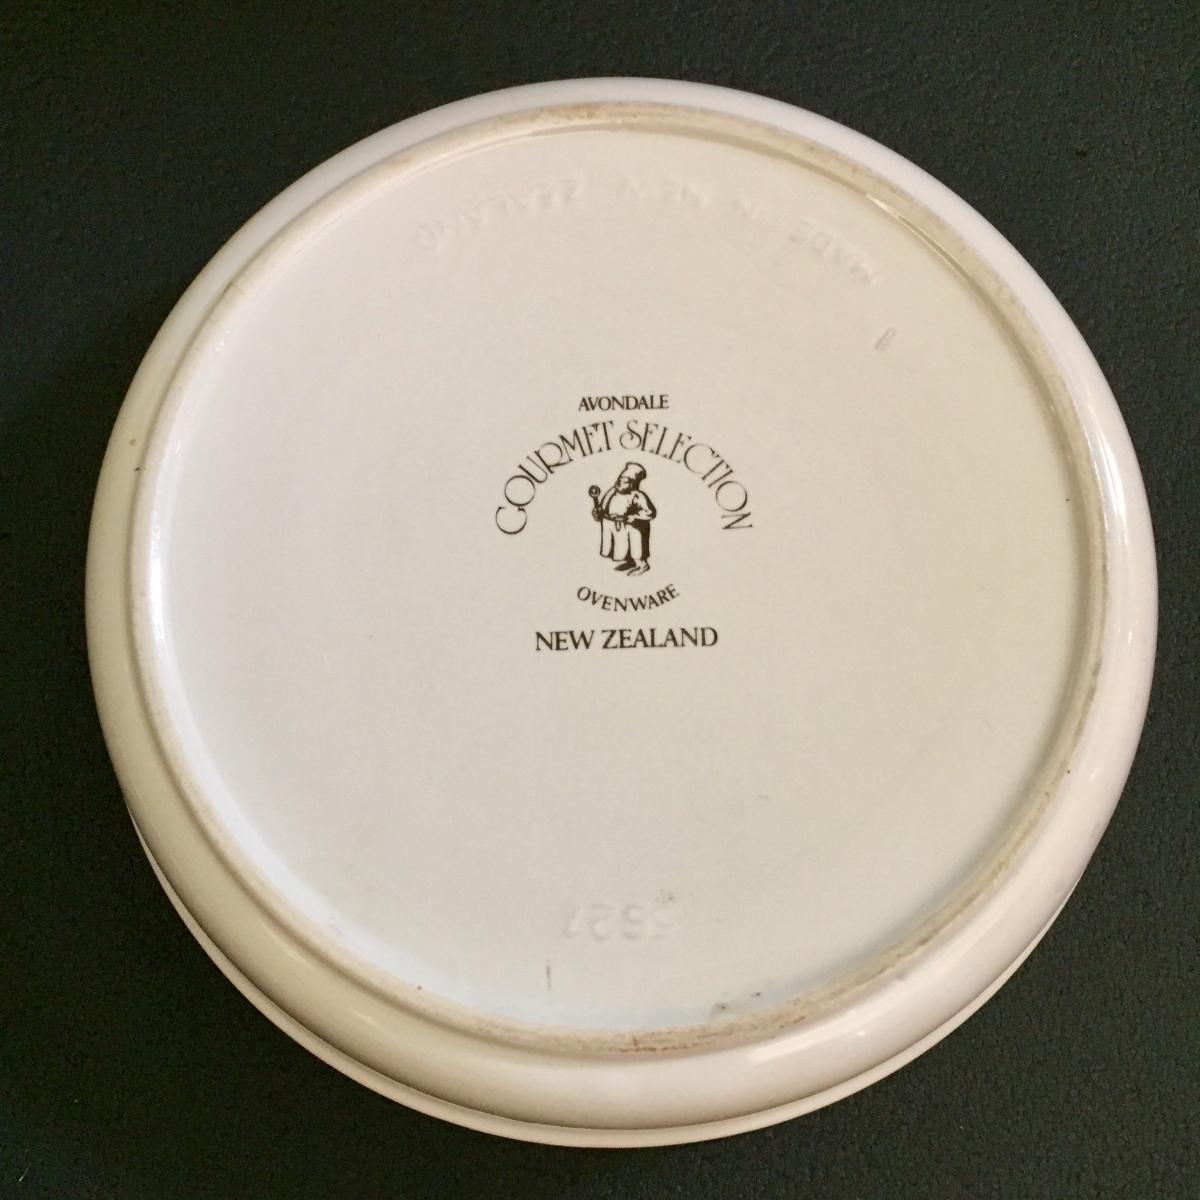 MADE IN NEW ZEALAND
AVONDALE
GOURMET SELECTION
OVENWARE
NEW ZEALAND